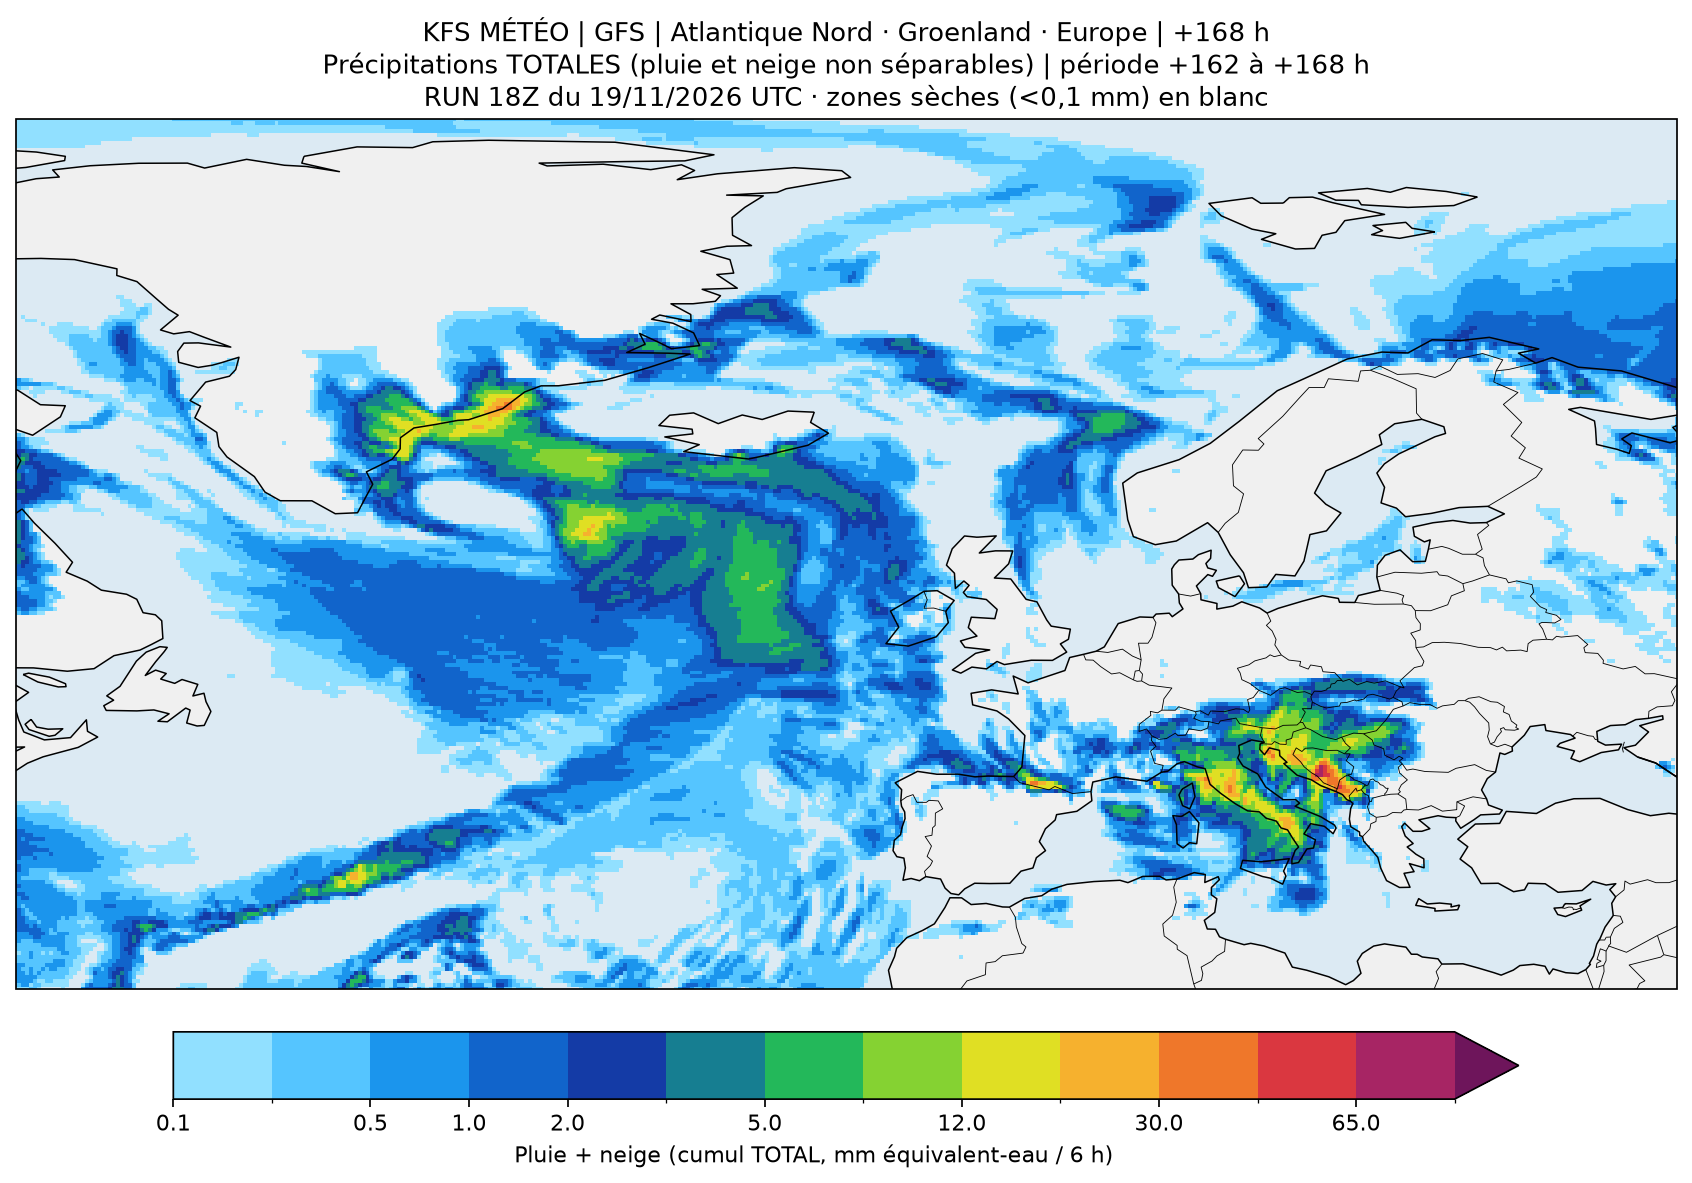 KFS MÉTÉO | GFS | Atlantique Nord · Groenland · Europe | +168 h
Précipitations TOTALES (pluie et neige non séparables) | période +162 à +168 h
RUN 18Z du 19/11/2026 UTC · zones sèches (<0,1 mm) en blanc
0.1 0.5 1.0 2.0 5.0 12.0 30.0 65.0
Pluie + neige (cumul TOTAL, mm équivalent-eau / 6 h)